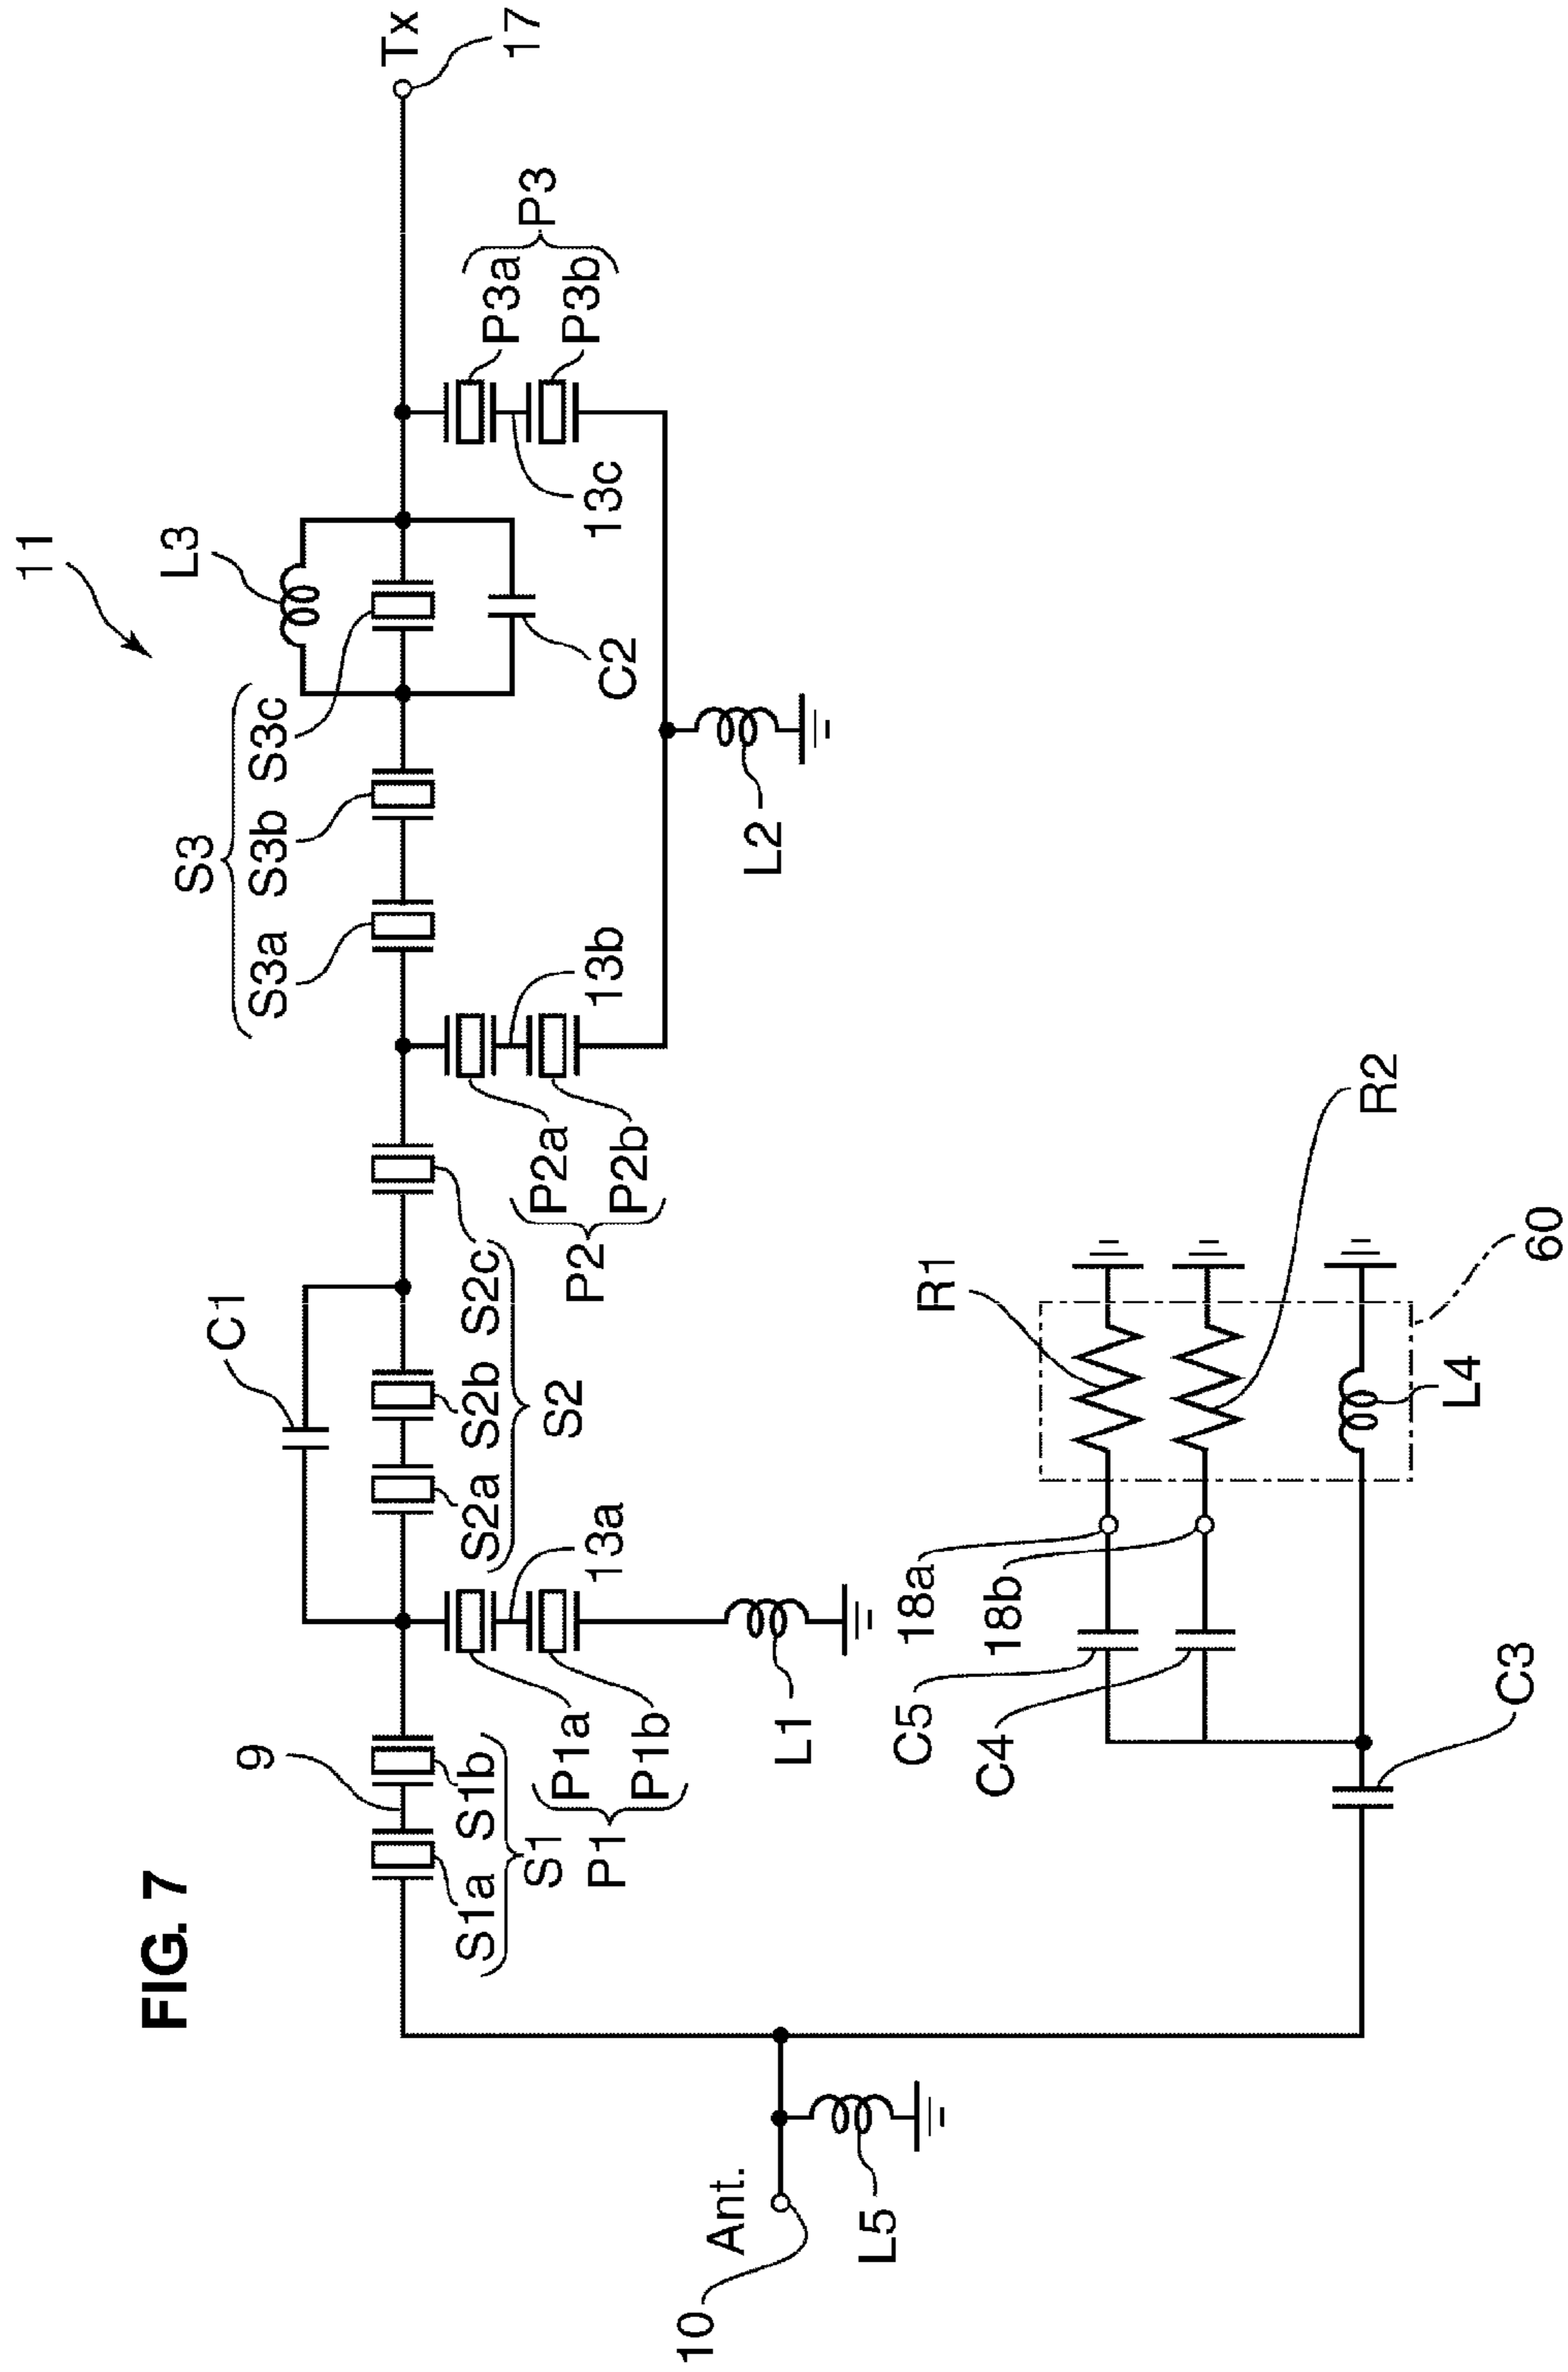 FIG. 7
11
L3
S3
S3a
S3b
S3c
Tx
17
C1
9
S1a
S1b
S1
S2a
S2b
S2c
S2
P1a
P1b
P1
13a
L1
P2a
P2b
P2
13b
C2
13c
P3a
P3b
P3
L2
Ant.
10
L5
C5
C4
18a
18b
R1
R2
C3
L4
60